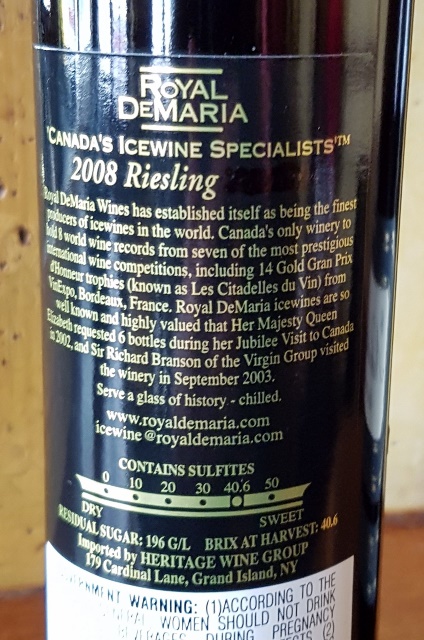 ROYAL
DEMARIA
'CANADA'S ICEWINE SPECIALISTS'™
2008 Riesling
Royal DeMaria Wines has established itself as being the finest
producers of icewines in the world. Canada's only winery to
hold 8 world wine records from seven of the most prestigious
international wine competitions, including 14 Gold Gran Prix
d'Honneur trophies (known as Les Citadelles du Vin) from
VinExpo, Bordeaux, France. Royal DeMaria icewines are so
well known and highly valued that Her Majesty Queen
Elizabeth requested 6 bottles during her Jubilee Visit to Canada
in 2002, and Sir Richard Branson of the Virgin Group visited
the winery in September 2003.
Serve a glass of history - chilled.
www.royaldemaria.com
icewine@royaldemaria.com
CONTAINS SULFITES
0 10 20 30 40.6 50
DRY SWEET
RESIDUAL SUGAR: 196 G/L BRIX AT HARVEST: 40.6
Imported by HERITAGE WINE GROUP
179 Cardinal Lane, Grand Island, NY
WARNING: (1)ACCORDING TO THE
WOMEN SHOULD NOT DRINK
BEVERAGES DURING PREGNANCY
(2)